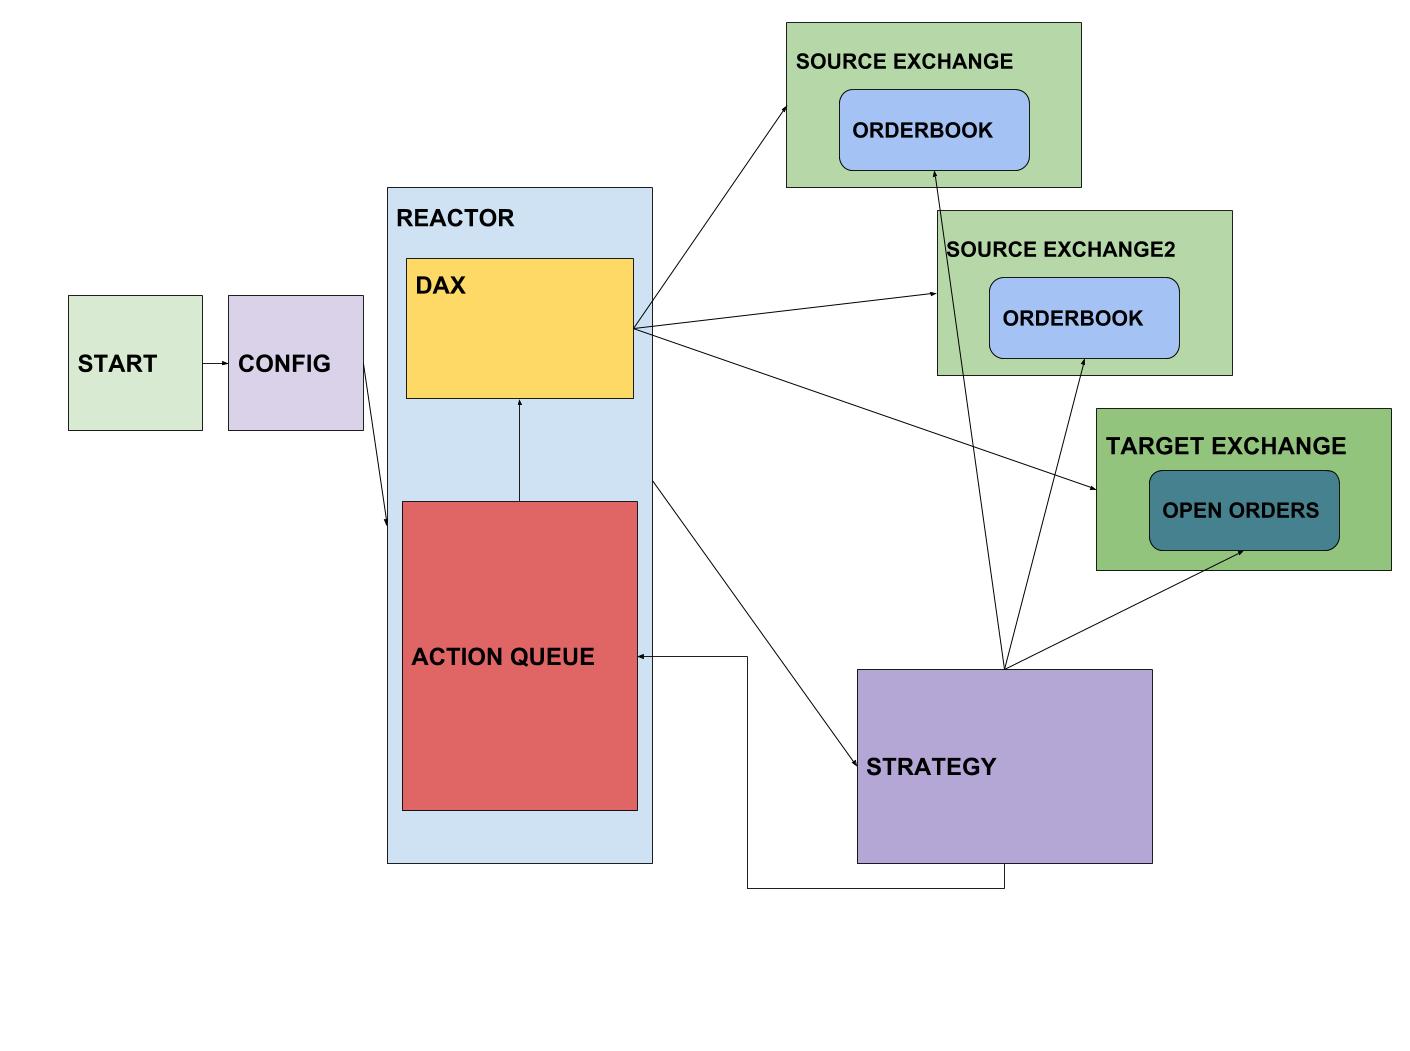 SOURCE EXCHANGE
ORDERBOOK
REACTOR
SOURCE EXCHANGE2
DAX
ORDERBOOK
START
CONFIG
TARGET EXCHANGE
OPEN ORDERS
ACTION QUEUE
STRATEGY